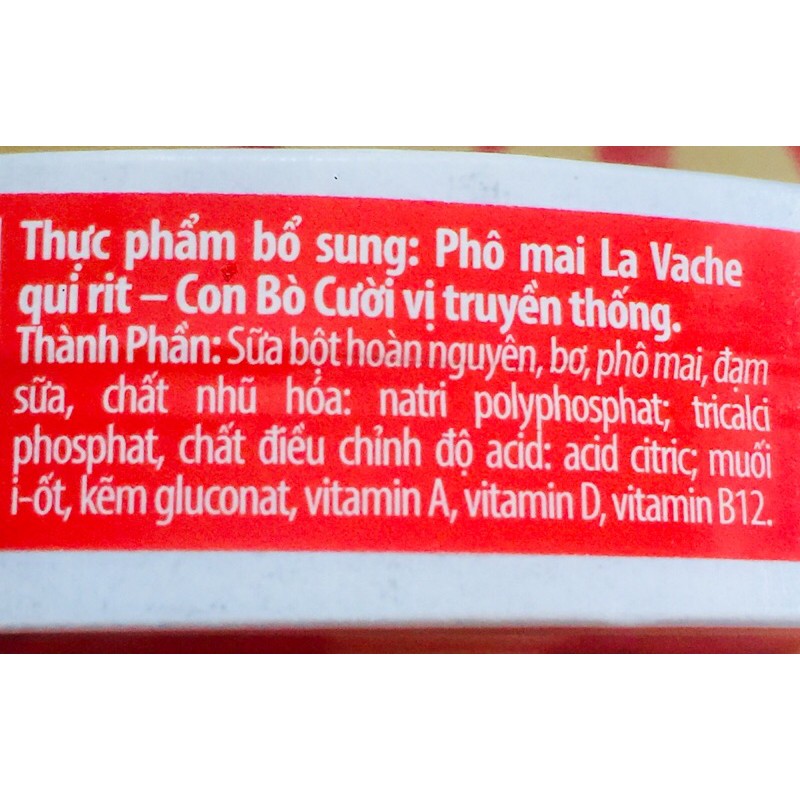 Thực phẩm bổ sung: Phô mai La Vache
qui rit – Con Bò Cười vị truyền thống.
Thành Phần: Sữa bột hoàn nguyên, bơ, phô mai, đạm
sữa, chất nhũ hóa: natri polyphosphat; tricalci
phosphat, chất điều chỉnh độ acid: acid citric; muối
i-ốt, kẽm gluconat, vitamin A, vitamin D, vitamin B12.